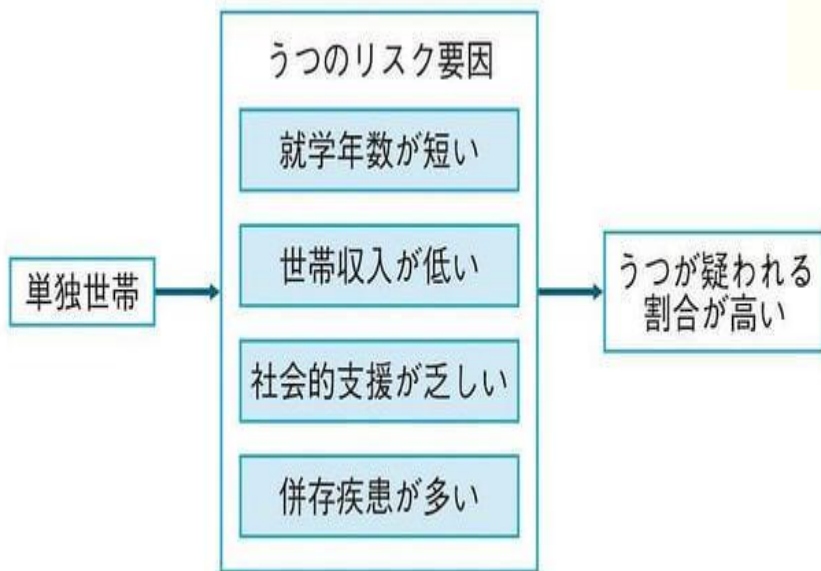 うつのリスク要因
就学年数が短い
世帯収入が低い
社会的支援が乏しい
併存疾患が多い
単独世帯
うつが疑われる
割合が高い